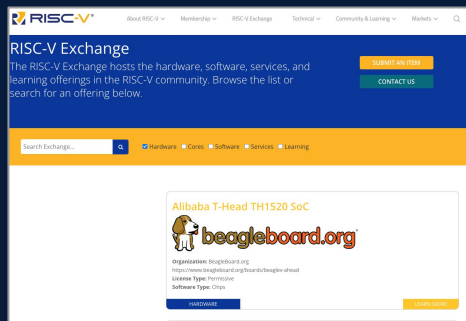 RISC-V®
About RISC-V
Membership
RISC-V Exchange
Technical
Community & Learning
Markets
RISC-V Exchange
The RISC-V Exchange hosts the hardware, software, services, and
learning offerings in the RISC-V community. Browse the list or
search for an offering below.
SUBMIT AN ITEM
CONTACT US
Search Exchange...
Hardware
Cores
Software
Services
Learning
Alibaba T-Head TH1520 SoC
beagleboard.org
Organization: BeagleBoard.org
https://www.beagleboard.org/boards/beaglev-ahead
License Type: Permissive
Software Type: Chips
HARDWARE
LEARN MORE